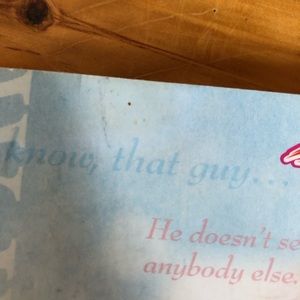 know, that guy...
He doesn't se
anybody else.